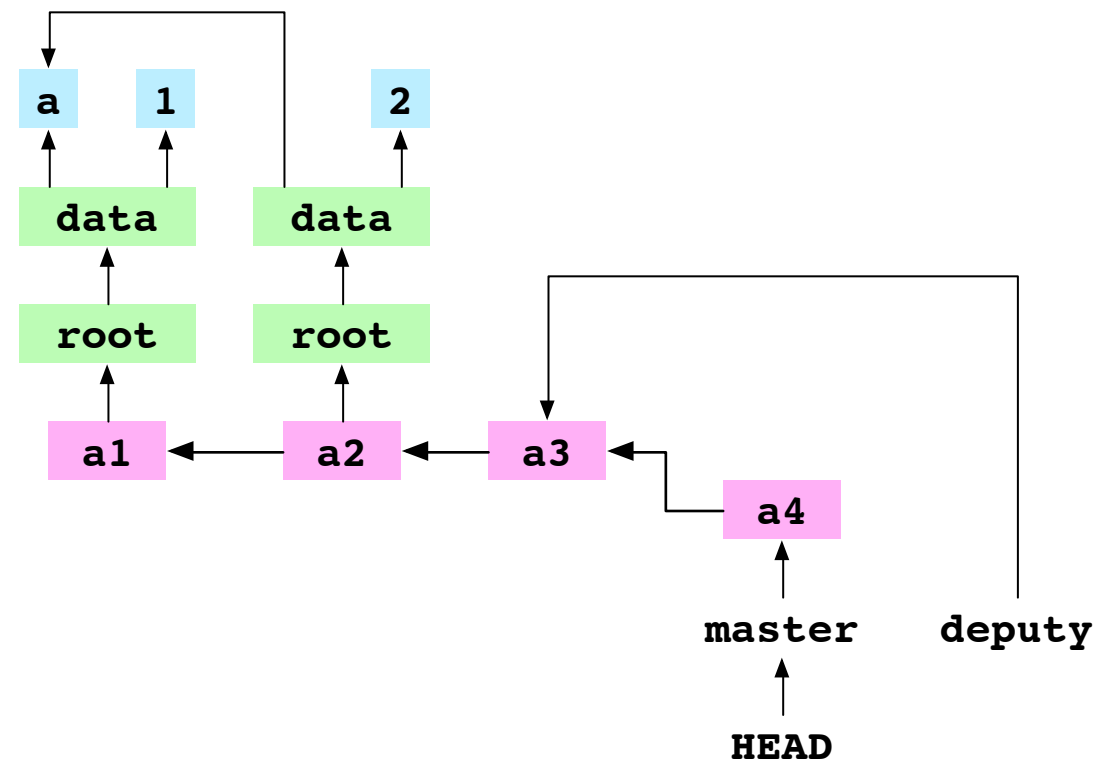 a 1 2
data data
root root
a1 a2 a3
a4
master deputy
HEAD